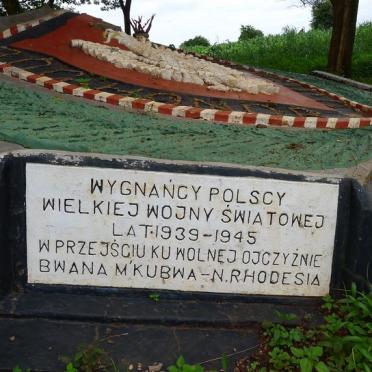 WYGNAŃCY POLSCY
WIELKIEJ WOJNY ŚWIATOWEJ
LAT·1939-1945
W PRZEJŚCIU KU WOLNEJ OJCZYŹNIE
BWANA M'KUBWA-N.RHODESIA